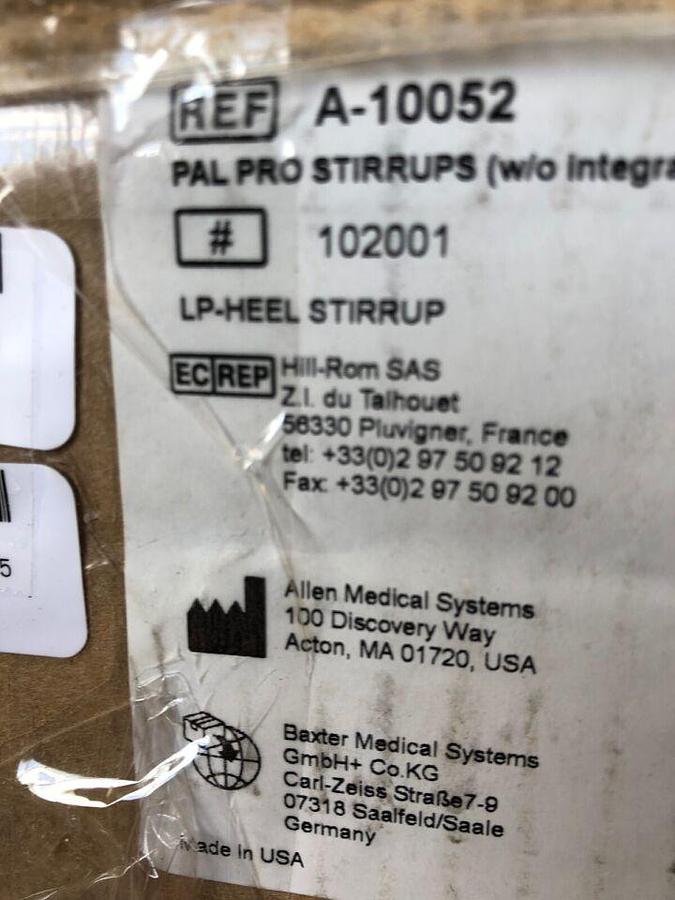 REF A-10052
PAL PRO STIRRUPS (w/o integra
# 102001
LP-HEEL STIRRUP
EC REP Hill-Rom SAS
Z.I. du Talhouet
56330 Pluvigner, France
tel: +33(0)2 97 50 92 12
Fax: +33(0)2 97 50 92 00
Allen Medical Systems
100 Discovery Way
Acton, MA 01720, USA
Baxter Medical Systems
GmbH+ Co.KG
Carl-Zeiss Straße7-9
07318 Saalfeld/Saale
Germany
Made in USA
5